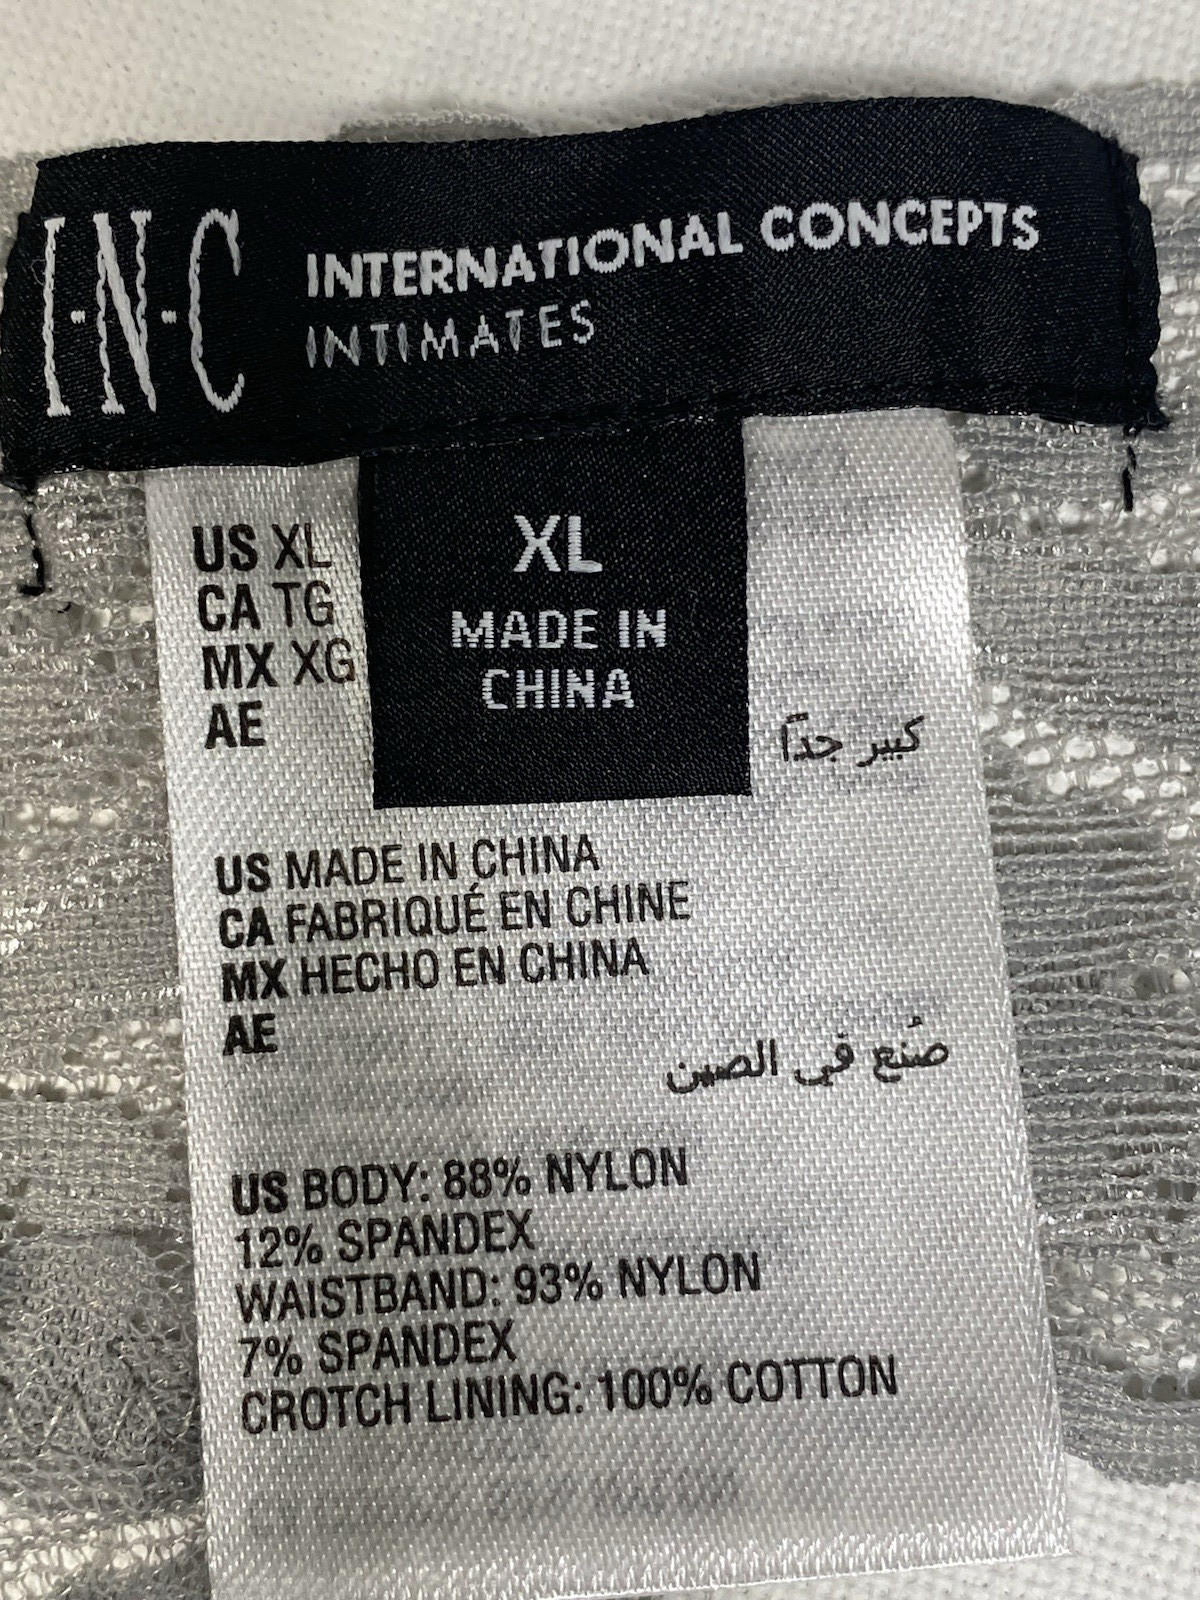 I·N·C INTERNATIONAL CONCEPTS
INTIMATES
XL
MADE IN
CHINA
US XL
CA TG
MX XG
AE
كبير جداً
US MADE IN CHINA
CA FABRIQUÉ EN CHINE
MX HECHO EN CHINA
AE
صُنع في الصين
US BODY: 88% NYLON
12% SPANDEX
WAISTBAND: 93% NYLON
7% SPANDEX
CROTCH LINING: 100% COTTON